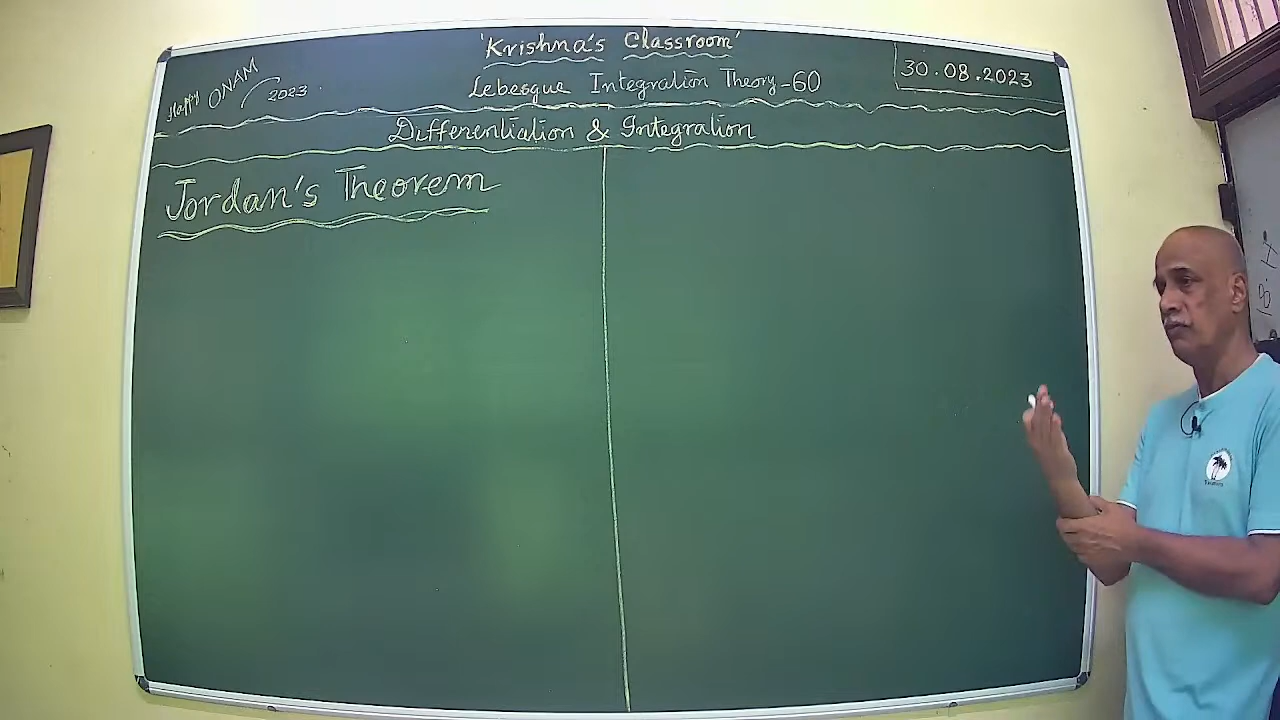 'Krishna's Classroom'
Happy ONAM 2023
Lebesgue Integration Theory-60
30.08.2023
Differentiation & Integration
Jordan's Theorem